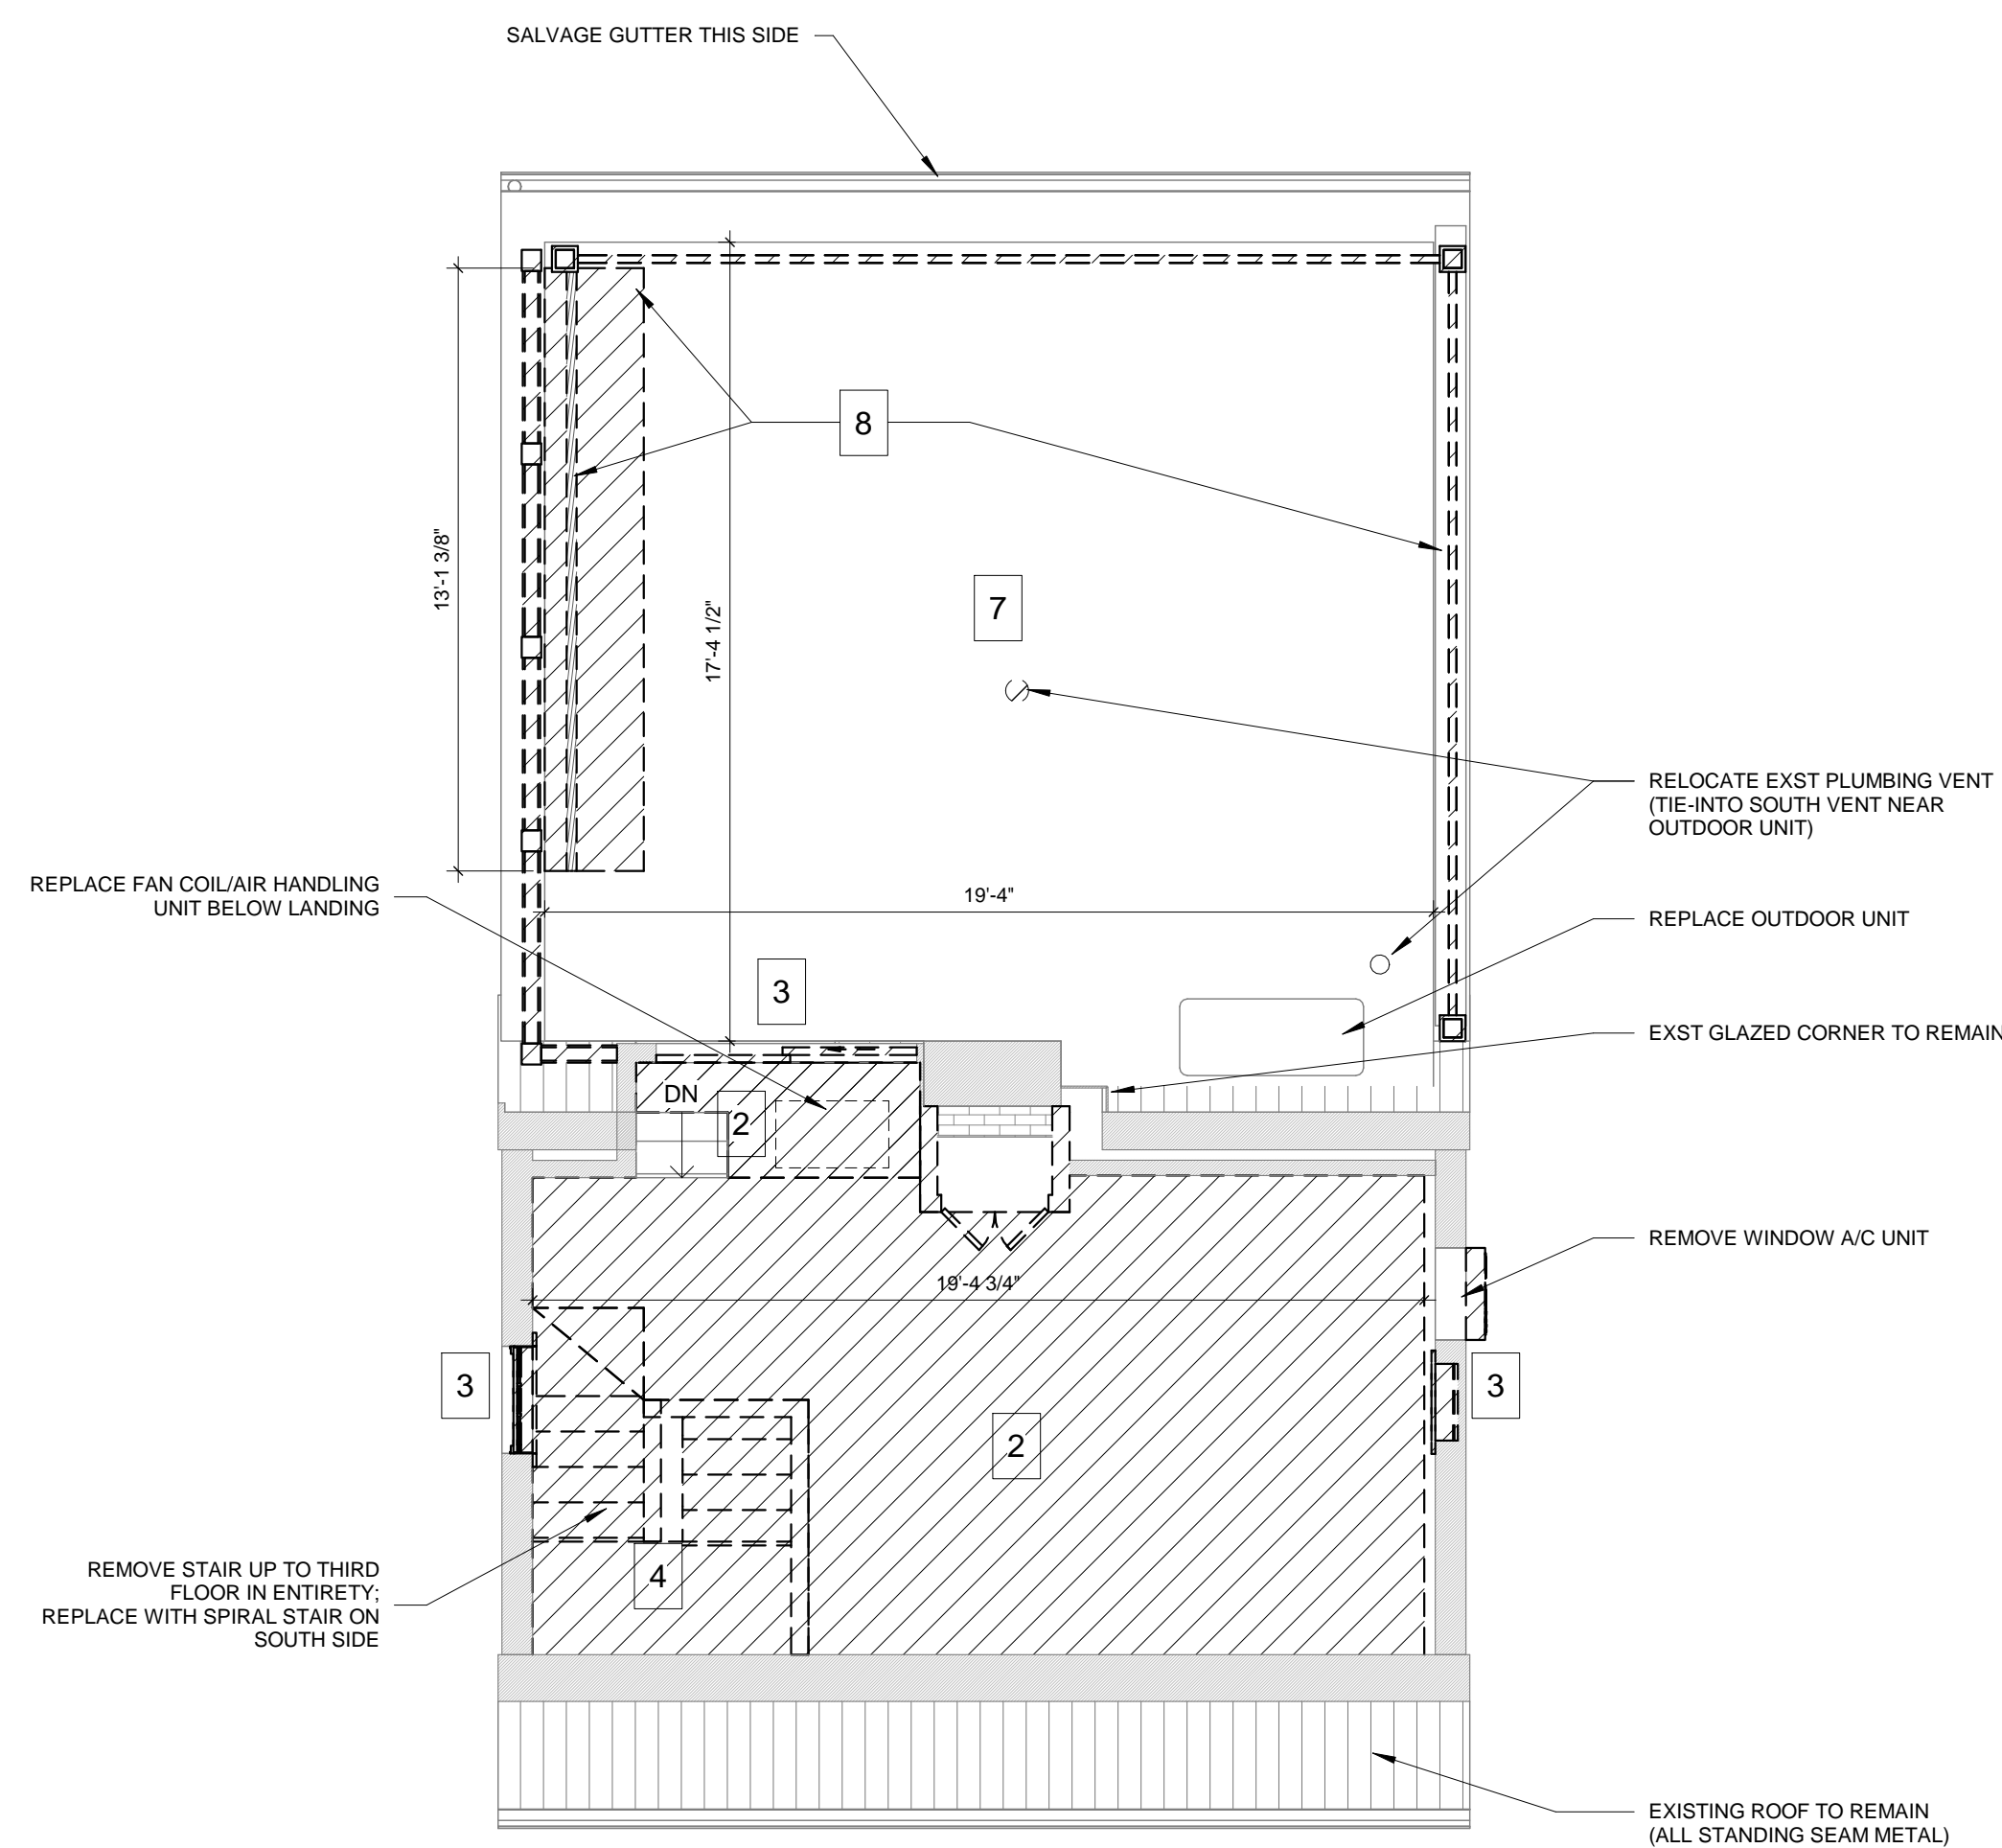 SALVAGE GUTTER THIS SIDE
8
13'-1 3/8"
17'-4 1/2"
7
RELOCATE EXST PLUMBING VENT
(TIE-INTO SOUTH VENT NEAR
OUTDOOR UNIT)
REPLACE FAN COIL/AIR HANDLING
UNIT BELOW LANDING
19'-4"
REPLACE OUTDOOR UNIT
3
EXST GLAZED CORNER TO REMAIN
DN
2
REMOVE WINDOW A/C UNIT
19'-4 3/4"
3
3
2
REMOVE STAIR UP TO THIRD
FLOOR IN ENTIRETY;
REPLACE WITH SPIRAL STAIR ON
SOUTH SIDE
4
EXISTING ROOF TO REMAIN
(ALL STANDING SEAM METAL)